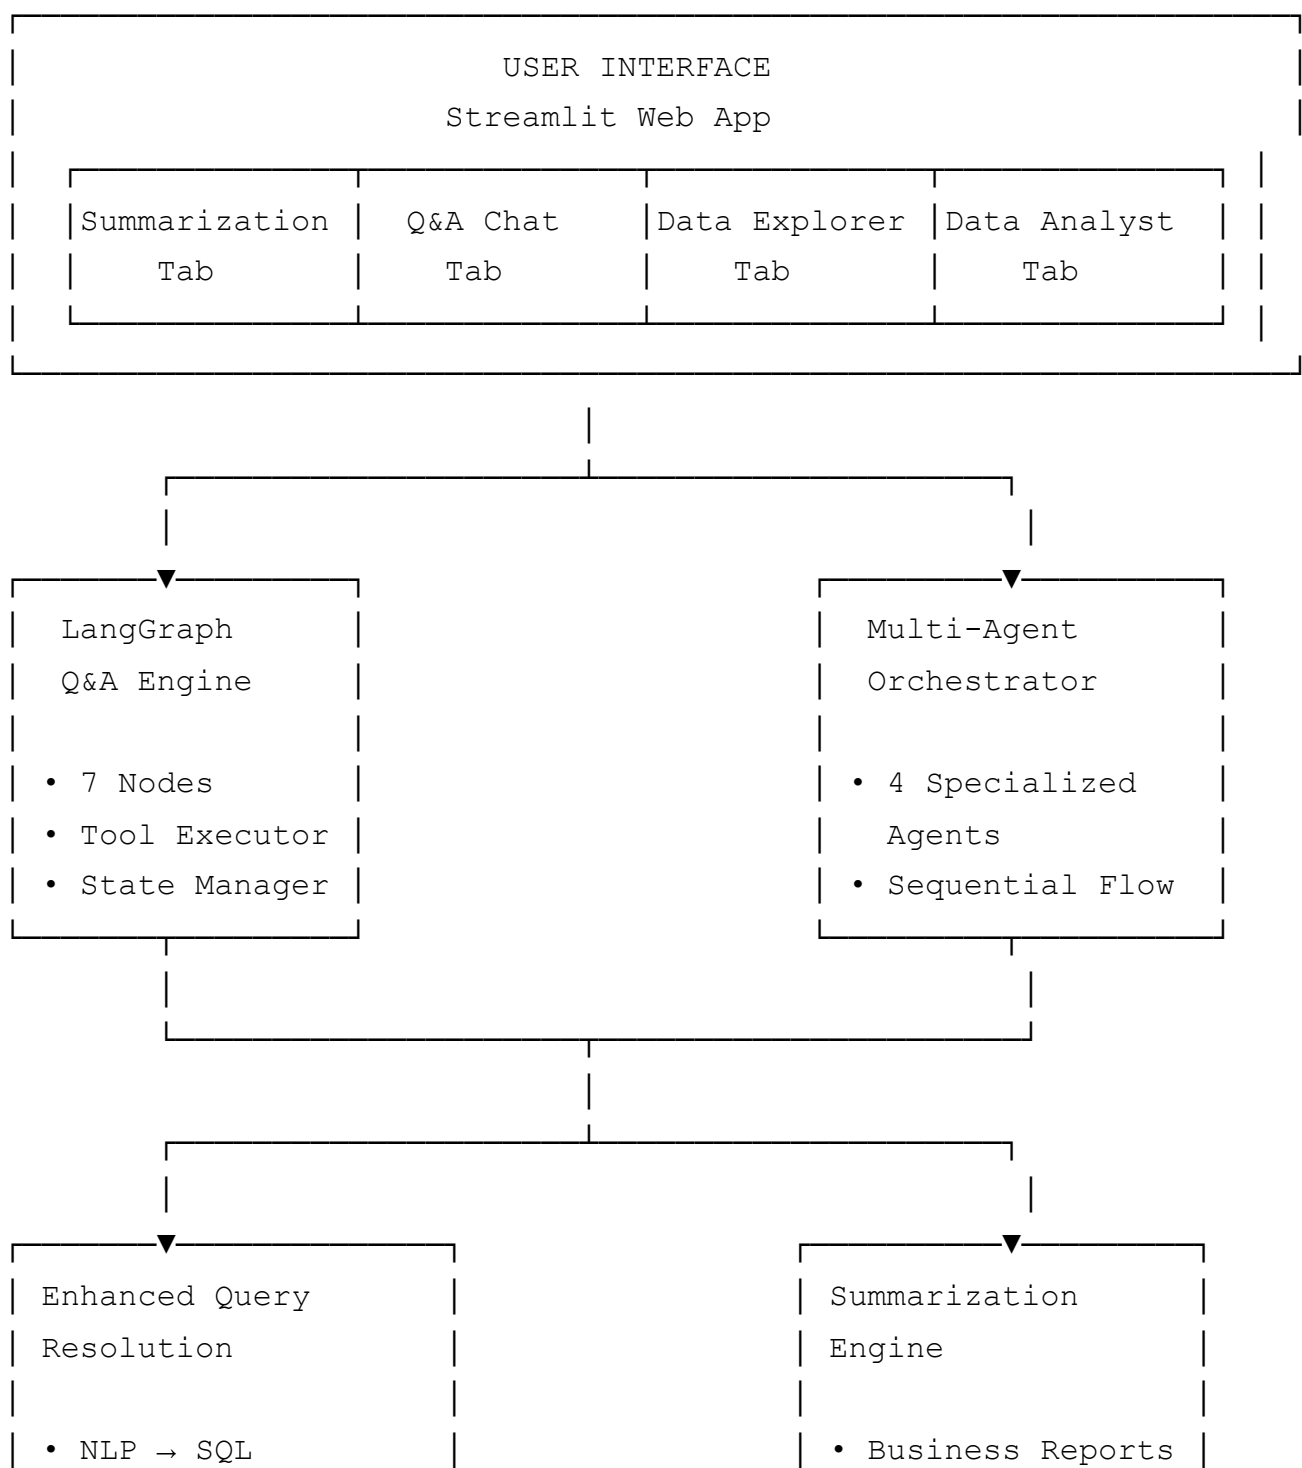 USER INTERFACE
Streamlit Web App
Summarization Tab
Q&A Chat Tab
Data Explorer Tab
Data Analyst Tab
LangGraph
Q&A Engine
• 7 Nodes
• Tool Executor
• State Manager
Multi-Agent
Orchestrator
• 4 Specialized
Agents
• Sequential Flow
Enhanced Query
Resolution
• NLP → SQL
Summarization
Engine
• Business Reports